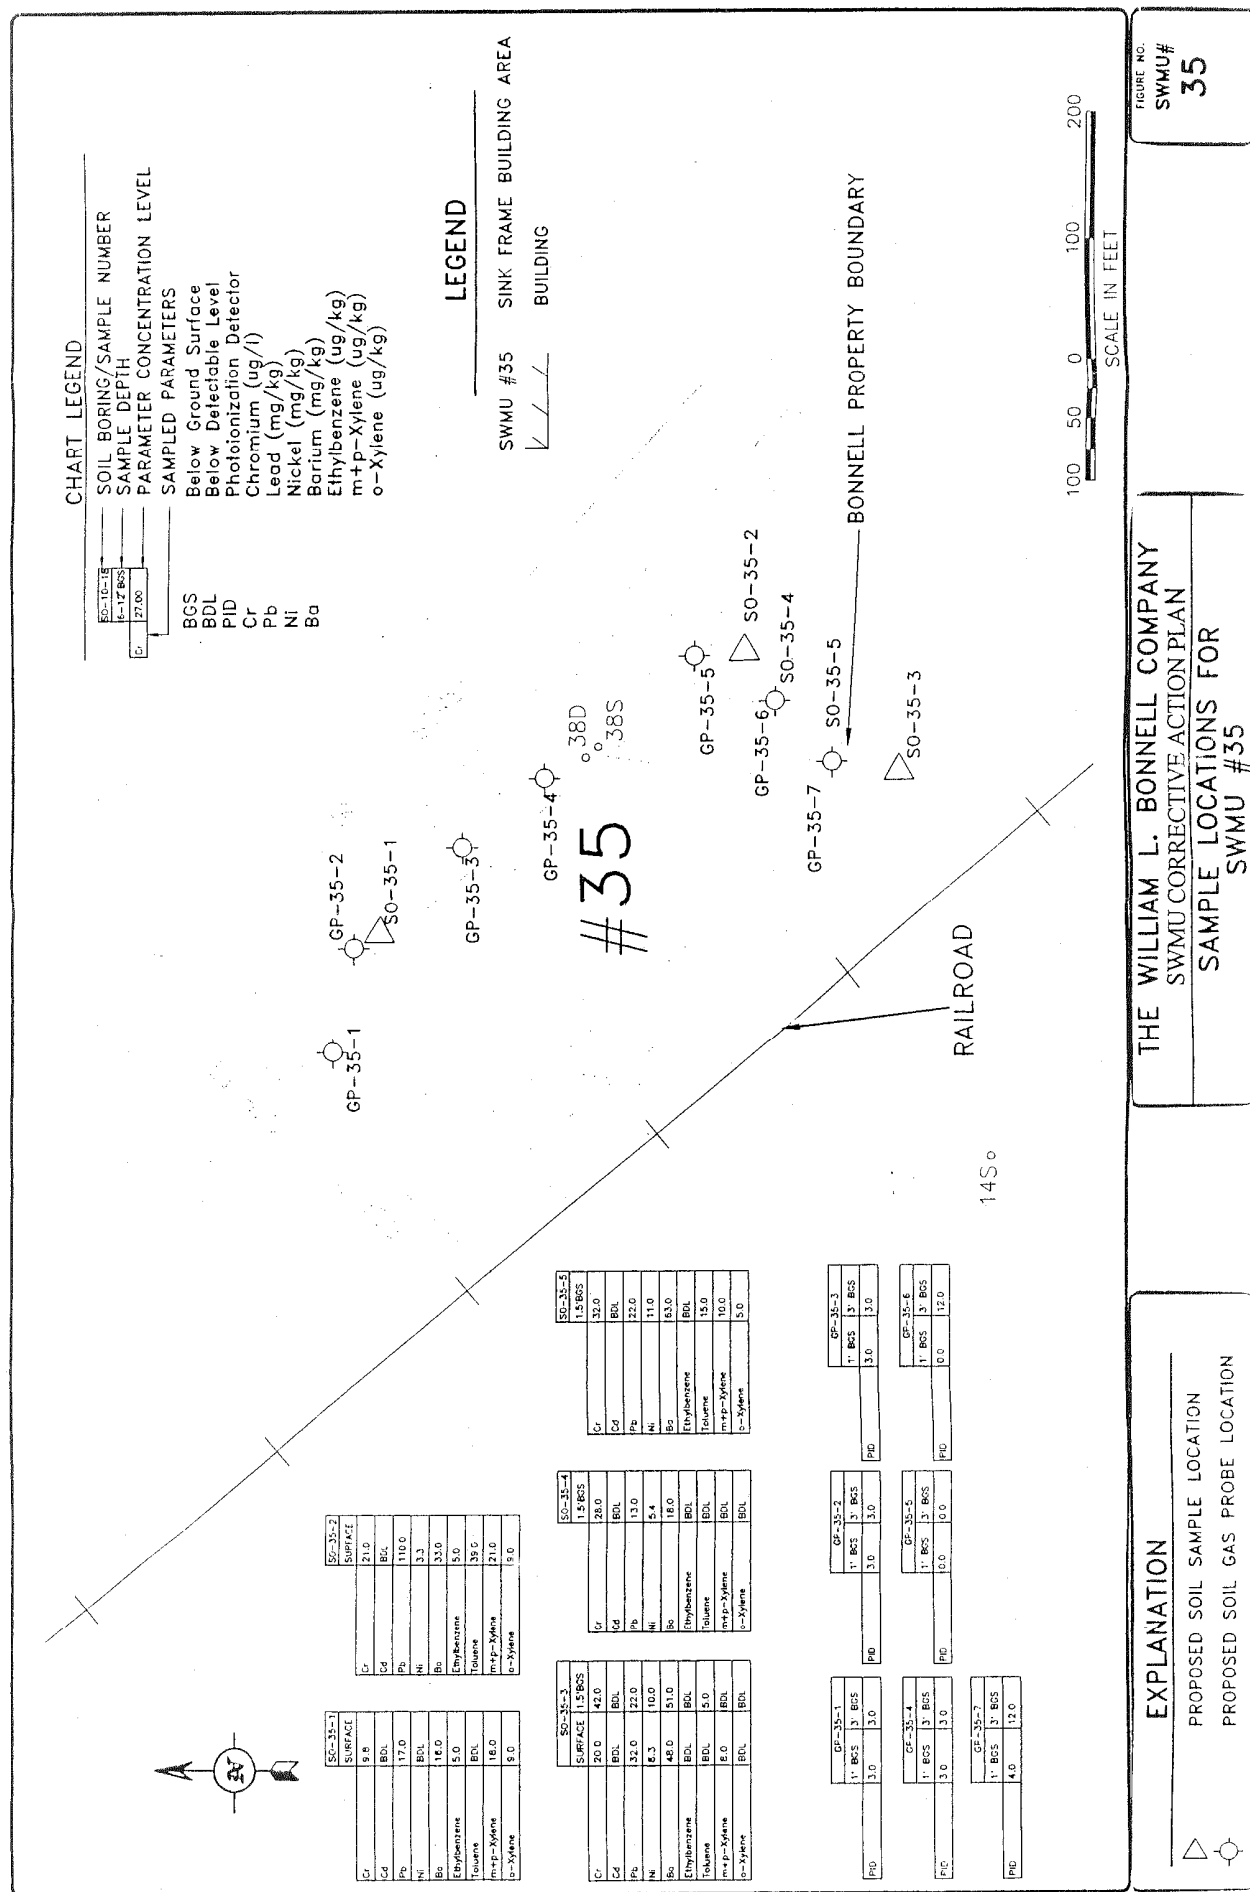 CHART LEGEND
SO-10-18
6-12" BGS
Cr 27.00
SOIL BORING/SAMPLE NUMBER
SAMPLE DEPTH
PARAMETER CONCENTRATION LEVEL
SAMPLED PARAMETERS
BGS Below Ground Surface
BDL Below Detectable Level
PID Photoionization Detector
Cr Chromium (ug/l)
Pb Lead (mg/kg)
Ni Nickel (mg/kg)
Ba Barium (mg/kg)
Ethylbenzene (ug/kg)
m+p-Xylene (ug/kg)
o-Xylene (ug/kg)
LEGEND
SWMU #35 SINK FRAME BUILDING AREA
BUILDING
N
GP-35-1
GP-35-2
SO-35-1
GP-35-3
GP-35-4
38D
38S
#35
GP-35-5
SO-35-2
GP-35-6
SO-35-4
GP-35-7
SO-35-5
SO-35-3
BONNELL PROPERTY BOUNDARY
RAILROAD
14S
SO-35-1
SURFACE
Cr 9.8
Cd BDL
Pb 17.0
Ni BDL
Ba 16.0
Ethylbenzene 5.0
Toluene BDL
m+p-Xylene 18.0
o-Xylene 9.0
SO-35-2
SURFACE
Cr 21.0
Cd BDL
Pb 110.0
Ni 3.3
Ba 33.0
Ethylbenzene 5.0
Toluene 39.0
m+p-Xylene 21.0
o-Xylene 9.0
SO-35-3
SURFACE 1.5'BGS
Cr 20.0 42.0
Cd BDL BDL
Pb 32.0 22.0
Ni 6.3 10.0
Ba 48.0 51.0
Ethylbenzene BDL BDL
Toluene BDL 5.0
m+p-Xylene 8.0 BDL
o-Xylene BDL BDL
SO-35-4
1.5'BGS
Cr 28.0
Cd BDL
Pb 13.0
Ni 5.4
Ba 18.0
Ethylbenzene BDL
Toluene BDL
m+p-Xylene BDL
o-Xylene BDL
SO-35-5
1.5'BGS
Cr 32.0
Cd BDL
Pb 22.0
Ni 11.0
Ba 63.0
Ethylbenzene BDL
Toluene 15.0
m+p-Xylene 10.0
o-Xylene 5.0
GP-35-1
1' BGS 3' BGS
PID 3.0 3.0
GP-35-2
1' BGS 3' BGS
PID 3.0 3.0
GP-35-3
1' BGS 3' BGS
PID 3.0 3.0
GP-35-4
1' BGS 3' BGS
PID 3.0 3.0
GP-35-5
1' BGS 3' BGS
PID 0.0 0.0
GP-35-6
1' BGS 3' BGS
PID 0.0 12.0
GP-35-7
1' BGS 3' BGS
PID 4.0 12.0
100 50 0 100 200
SCALE IN FEET
EXPLANATION
PROPOSED SOIL SAMPLE LOCATION
PROPOSED SOIL GAS PROBE LOCATION
THE WILLIAM L. BONNELL COMPANY
SWMU CORRECTIVE ACTION PLAN
SAMPLE LOCATIONS FOR
SWMU #35
FIGURE NO.
SWMU#
35